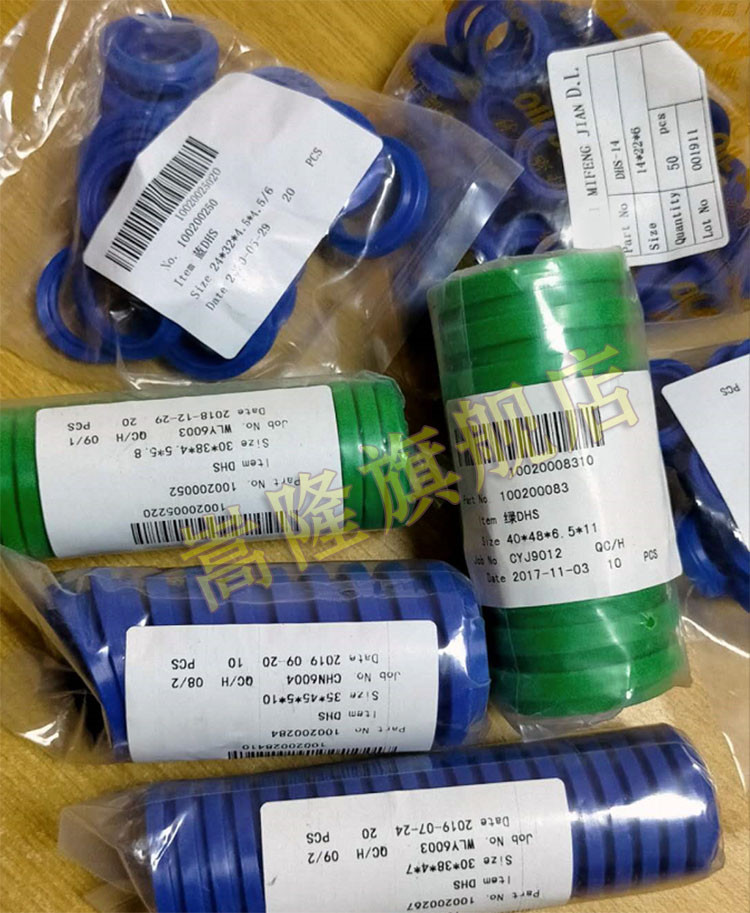 10020025020
No. 100200250
Item 蓝DHS
Size 24*32*4.5*4.5/6
20 PCS
MIFENG JIAN D.L
Part No DHS-14
Size 14*22*6
Quantity 50 pcs
Lot No 001911
PCS
10020005220
Part No. 100200052
Item DHS
Size 30*38*4.5*5.8
Job No. WLY6003 QC/H 09/1
Date 2018-12-29 20 PCS
10020008310
Part No. 100200083
Item 绿DHS
Size 40*48*6.5*11
Job No CYJ9012 QC/H
Date 2017-11-03 10 PCS
嵩隆旗舰店
10020028410
Part No. 100200284
Item DHS
Size 35*45*5*10
Job No. CHN6004 QC/H 08/2
Date 2019 09-20 10 PCS
Part No. 100200267
Item DHS
Size 30*38*4*7
Job No. WLY6003 QC/H 09/2
Date 2019-07-24 20 PCS